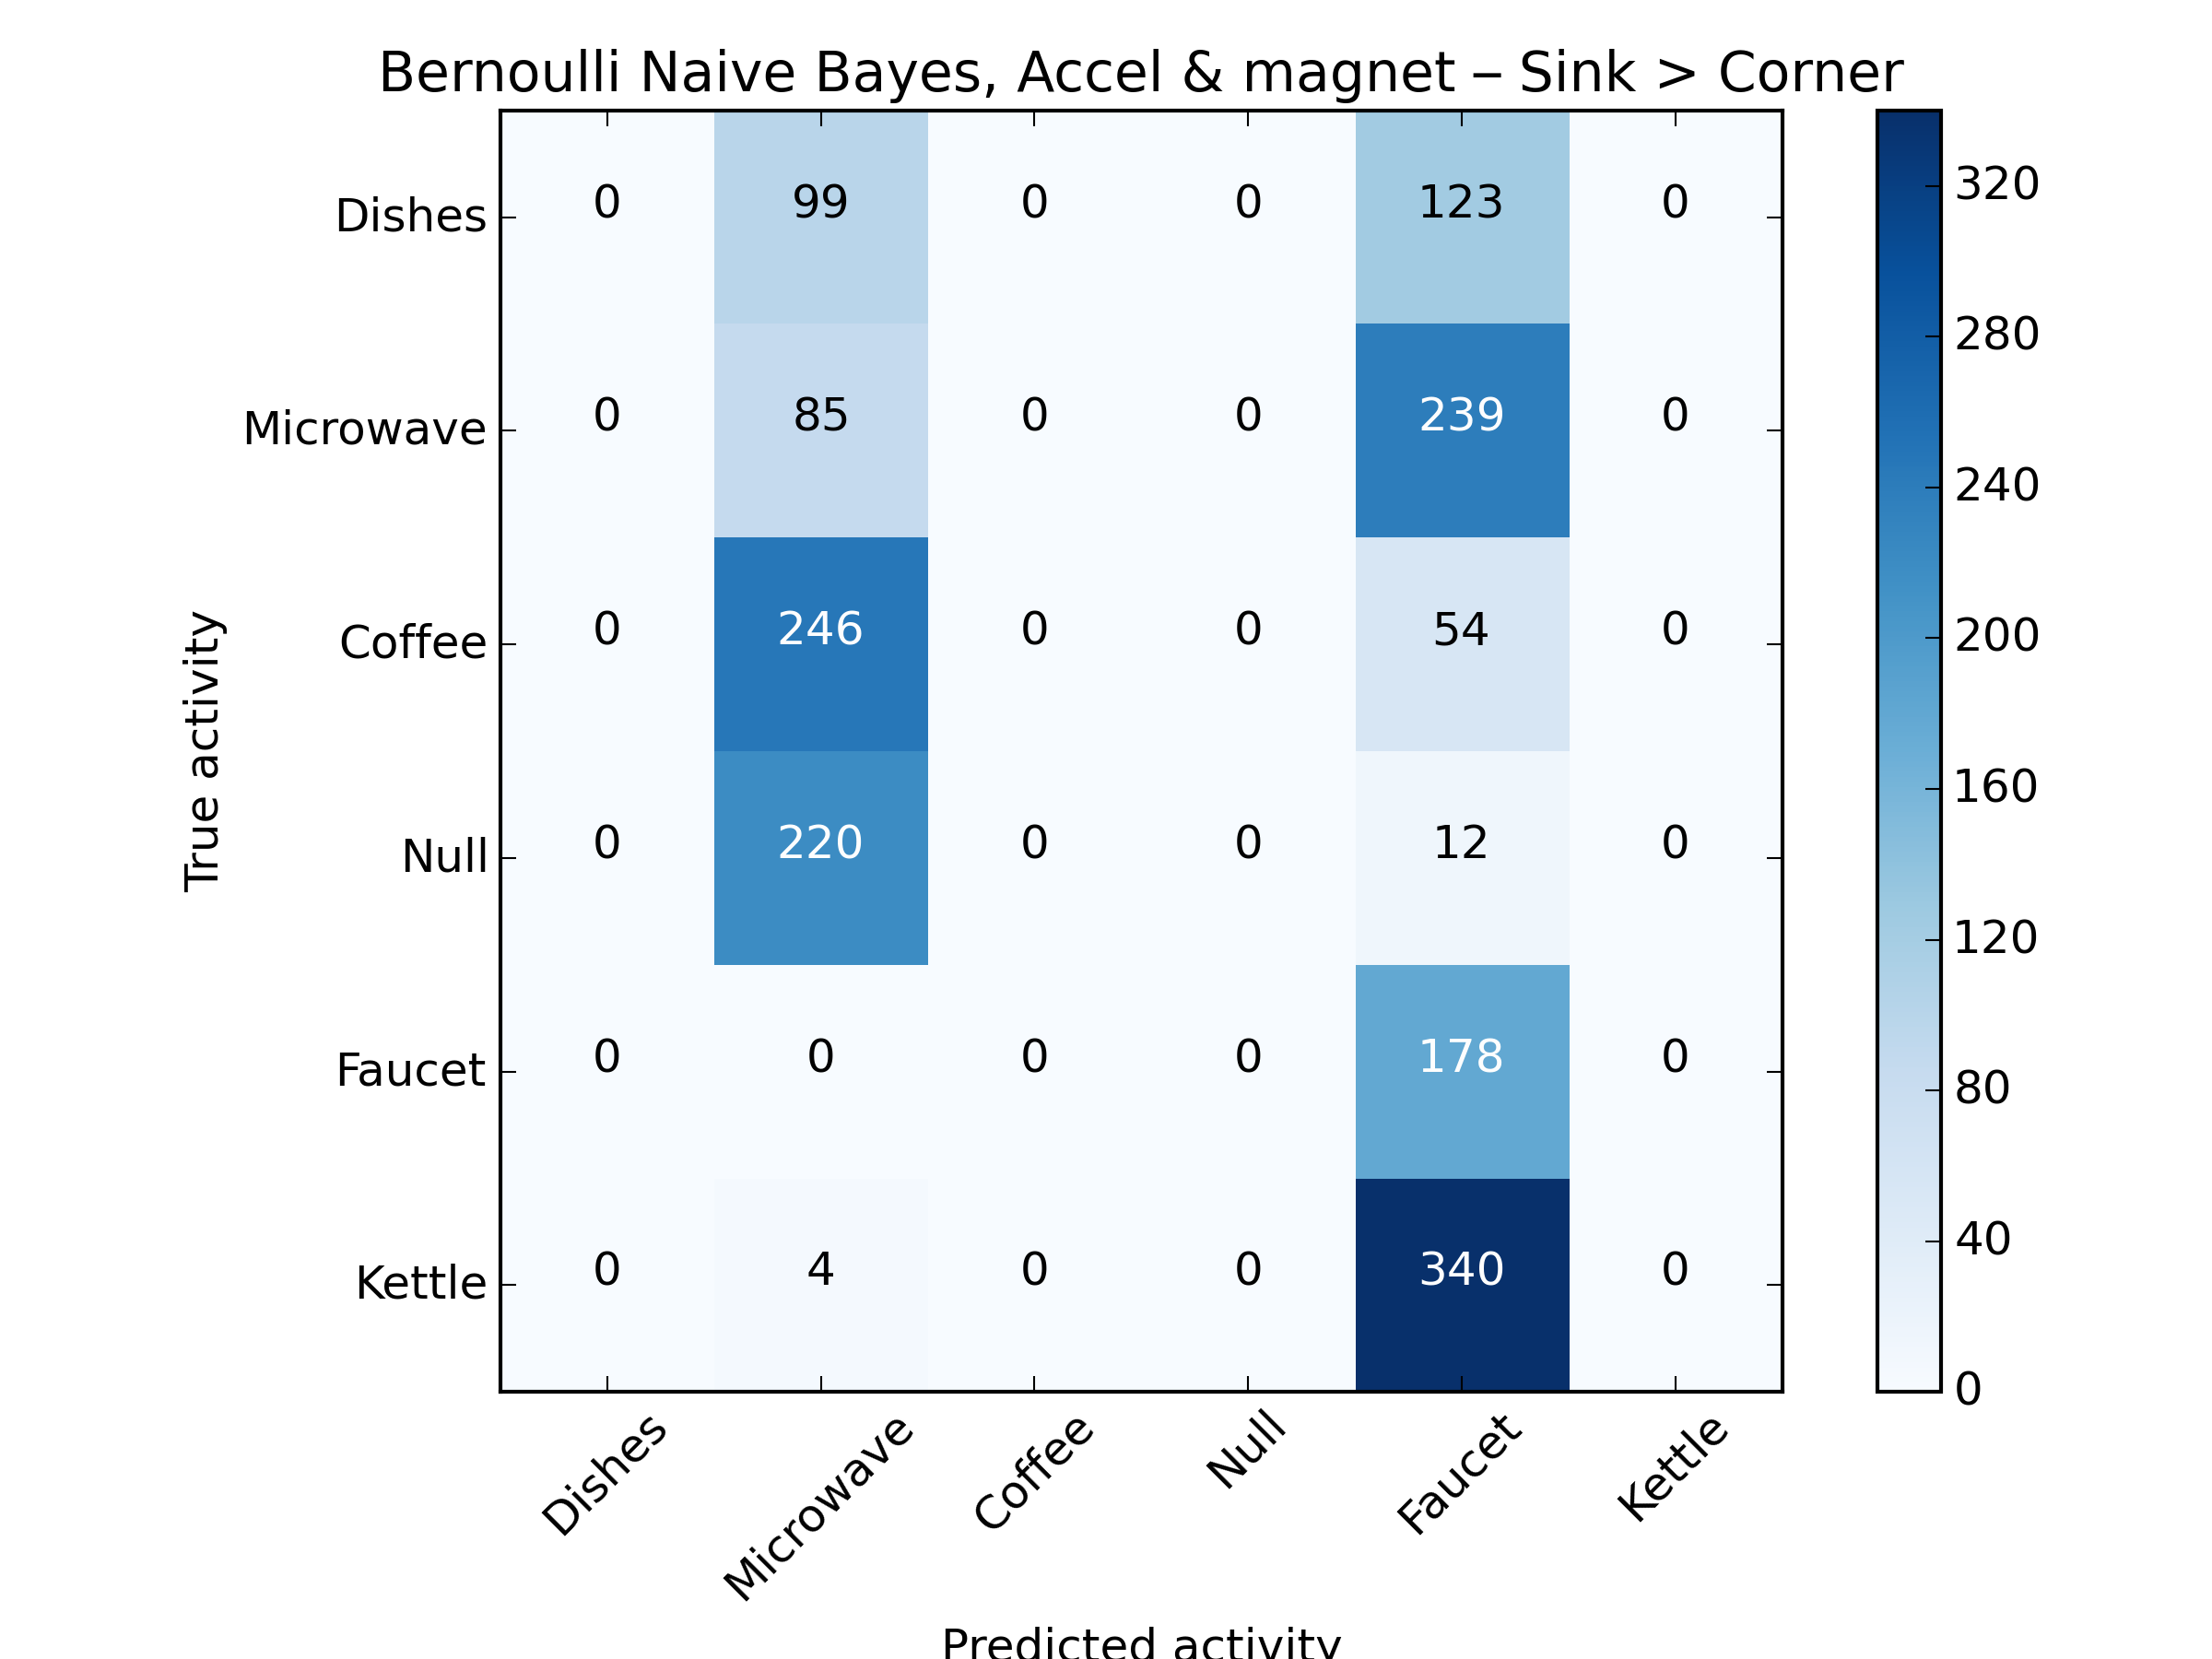 Bernoulli Naive Bayes, Accel & magnet – Sink > Corner
Dishes 0 99 0 0 123 0
Microwave 0 85 0 0 239 0
Coffee 0 246 0 0 54 0
Null 0 220 0 0 12 0
Faucet 0 0 0 0 178 0
Kettle 0 4 0 0 340 0
True activity
Dishes Microwave Coffee Null Faucet Kettle
Predicted activity
320
280
240
200
160
120
80
40
0